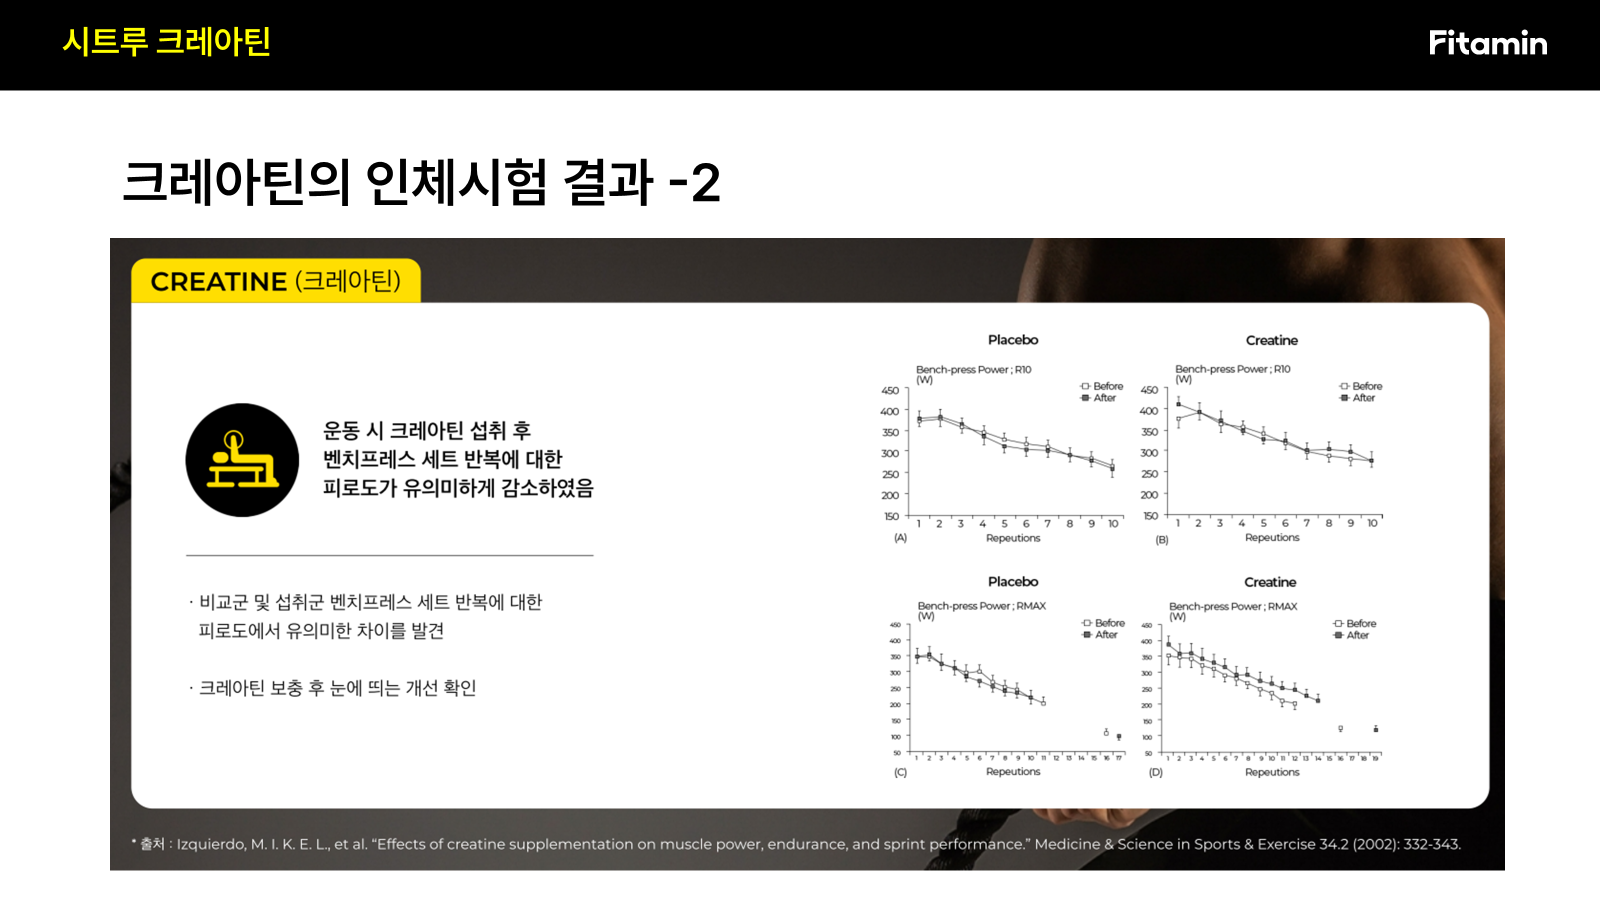 시트루 크레아틴
Fitamin
크레아틴의 인체시험 결과 -2
CREATINE (크레아틴)
운동 시 크레아틴 섭취 후
벤치프레스 세트 반복에 대한
피로도가 유의미하게 감소하였음
· 비교군 및 섭취군 벤치프레스 세트 반복에 대한
피로도에서 유의미한 차이를 발견
· 크레아틴 보충 후 눈에 띄는 개선 확인
Placebo
Bench-press Power ; R10
(W)
Before
After
450
400
350
300
250
200
150
1 2 3 4 5 6 7 8 9 10
(A)
Repeutions
Creatine
Bench-press Power ; R10
(W)
Before
After
450
400
350
300
250
200
150
1 2 3 4 5 6 7 8 9 10
(B)
Repeutions
Placebo
Bench-press Power ; RMAX
(W)
Before
After
450
400
350
300
250
200
150
100
50
1 2 3 4 5 6 7 8 9 10 11 12 13 14 15 16 17
(C)
Repeutions
Creatine
Bench-press Power ; RMAX
(W)
Before
After
450
400
350
300
250
200
150
100
50
1 2 3 4 5 6 7 8 9 10 11 12 13 14 16 17 18 19
(D)
Repeutions
* 출처 : Izquierdo, M. I. K. E. L., et al. “Effects of creatine supplementation on muscle power, endurance, and sprint performance.” Medicine & Science in Sports & Exercise 34.2 (2002): 332-343.